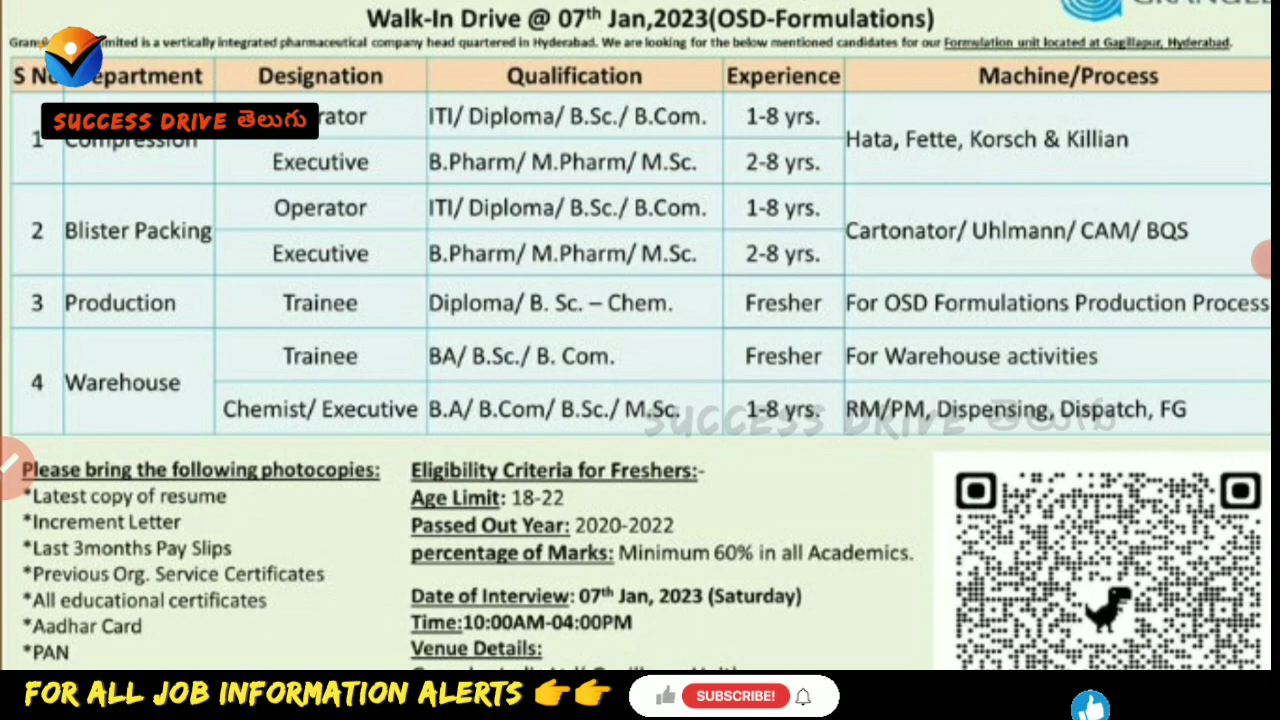 Walk-In Drive @ 07th Jan,2023(OSD-Formulations)
is a vertically integrated pharmaceutical company head quartered in Hyderabad. We are looking for the below mentioned candidates for our Formulation unit located at Gagillapur, Hyderabad.
S No Department Designation Qualification Experience Machine/Process
SUCCESS DRIVE తెలుగు
1 Compression
Operator ITI/ Diploma/ B.Sc./ B.Com. 1-8 yrs.
Hata, Fette, Korsch & Killian
Executive B.Pharm/ M.Pharm/ M.Sc. 2-8 yrs.
2 Blister Packing
Operator ITI/ Diploma/ B.Sc./ B.Com. 1-8 yrs.
Cartonator/ Uhlmann/ CAM/ BQS
Executive B.Pharm/ M.Pharm/ M.Sc. 2-8 yrs.
3 Production Trainee Diploma/ B. Sc. – Chem. Fresher For OSD Formulations Production Process
4 Warehouse
Trainee BA/ B.Sc./ B. Com. Fresher For Warehouse activities
Chemist/ Executive B.A/ B.Com/ B.Sc./ M.Sc. 1-8 yrs. RM/PM, Dispensing, Dispatch, FG
SUCCESS DRIVE తెలుగు
Please bring the following photocopies:
*Latest copy of resume
*Increment Letter
*Last 3months Pay Slips
*Previous Org. Service Certificates
*All educational certificates
*Aadhar Card
*PAN
Eligibility Criteria for Freshers:-
Age Limit: 18-22
Passed Out Year: 2020-2022
percentage of Marks: Minimum 60% in all Academics.
Date of Interview: 07th Jan, 2023 (Saturday)
Time:10:00AM-04:00PM
Venue Details:
FOR ALL JOB INFORMATION ALERTS 👉👉
SUBSCRIBE!